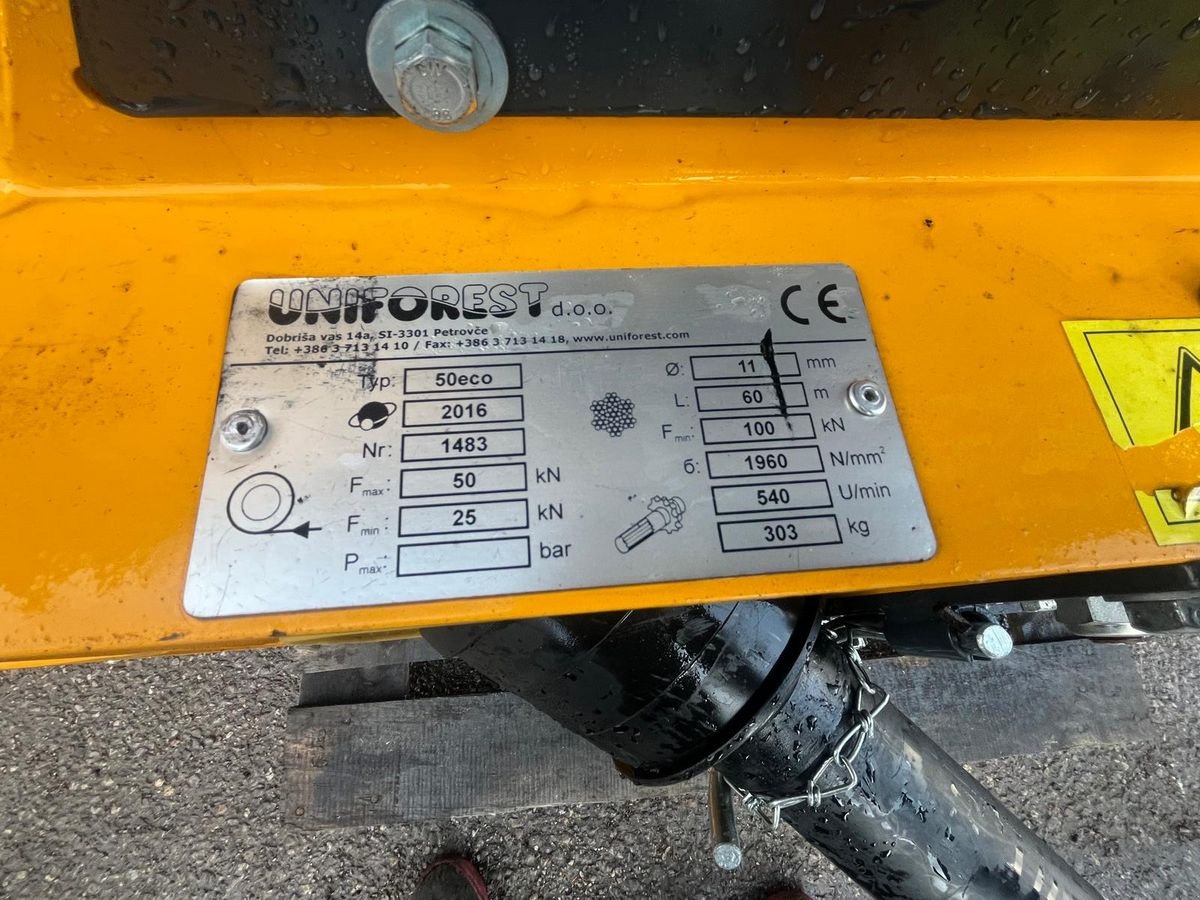 UNIFOREST d.o.o.
Dobriša vas 14a, SI-3301 Petrovče
Tel: +386 3 713 14 10 / Fax: +386 3 713 14 18, www.uniforest.com
CE
Typ: 50eco
2016
Nr: 1483
Fmax: 50 kN
Fmin: 25 kN
Pmax: bar
Ø: 11 mm
L: 60 m
Fmin: 100 kN
б: 1960 N/mm²
540 U/min
303 kg